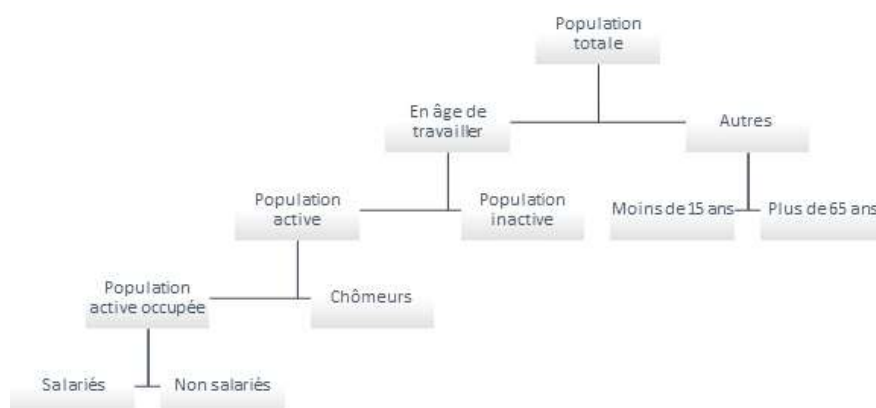 Population
totale
En âge de
travailler
Autres
Population
active
Population
inactive
Moins de 15 ans
Plus de 65 ans
Population
active occupée
Chômeurs
Salariés
Non salariés